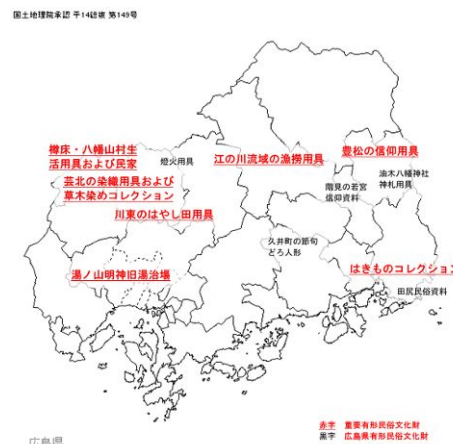 国土地理院承認 平14総複 第149号
樽床・八幡山村生
活用具および民家
燈火用具
江の川流域の漁撈用具
豊松の信仰用具
芸北の染織用具および
草木染めコレクション
油木八幡神社
神札用具
階見の若宮
信仰資料
川東のはやし田用具
久井町の節句
どろ人形
湯ノ山明神旧湯治場
はきものコレクション
田尻民俗資料
赤字 重要有形民俗文化財
黒字 広島県有形民俗文化財
広島県